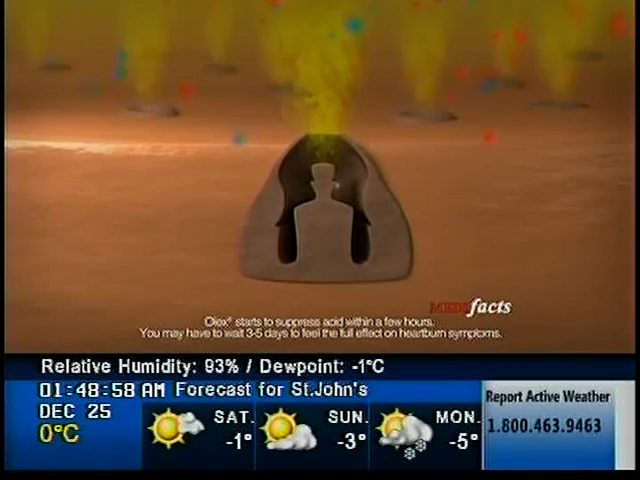 MEDIfacts
Olex® starts to suppress acid within a few hours.
You may have to wait 3-5 days to feel the full effect on heartburn symptoms.
Relative Humidity: 93% / Dewpoint: -1°C
01:48:58 AM Forecast for St.John's
DEC 25
0°C
SAT. -1°
SUN. -3°
MON. -5°
Report Active Weather
1.800.463.9463